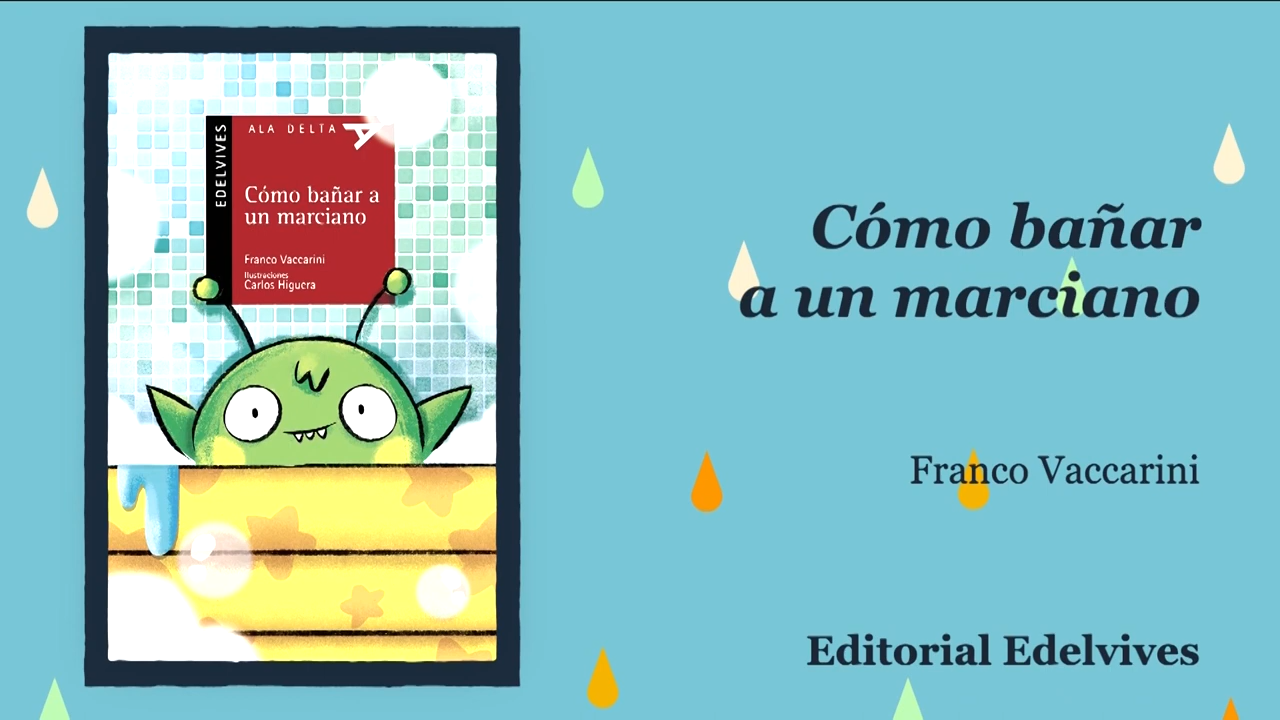 EDELVIVES
ALA DELTA
Cómo bañar a
un marciano
Franco Vaccarini
Ilustraciones
Carlos Higuera
Cómo bañar
a un marciano
Franco Vaccarini
Editorial Edelvives